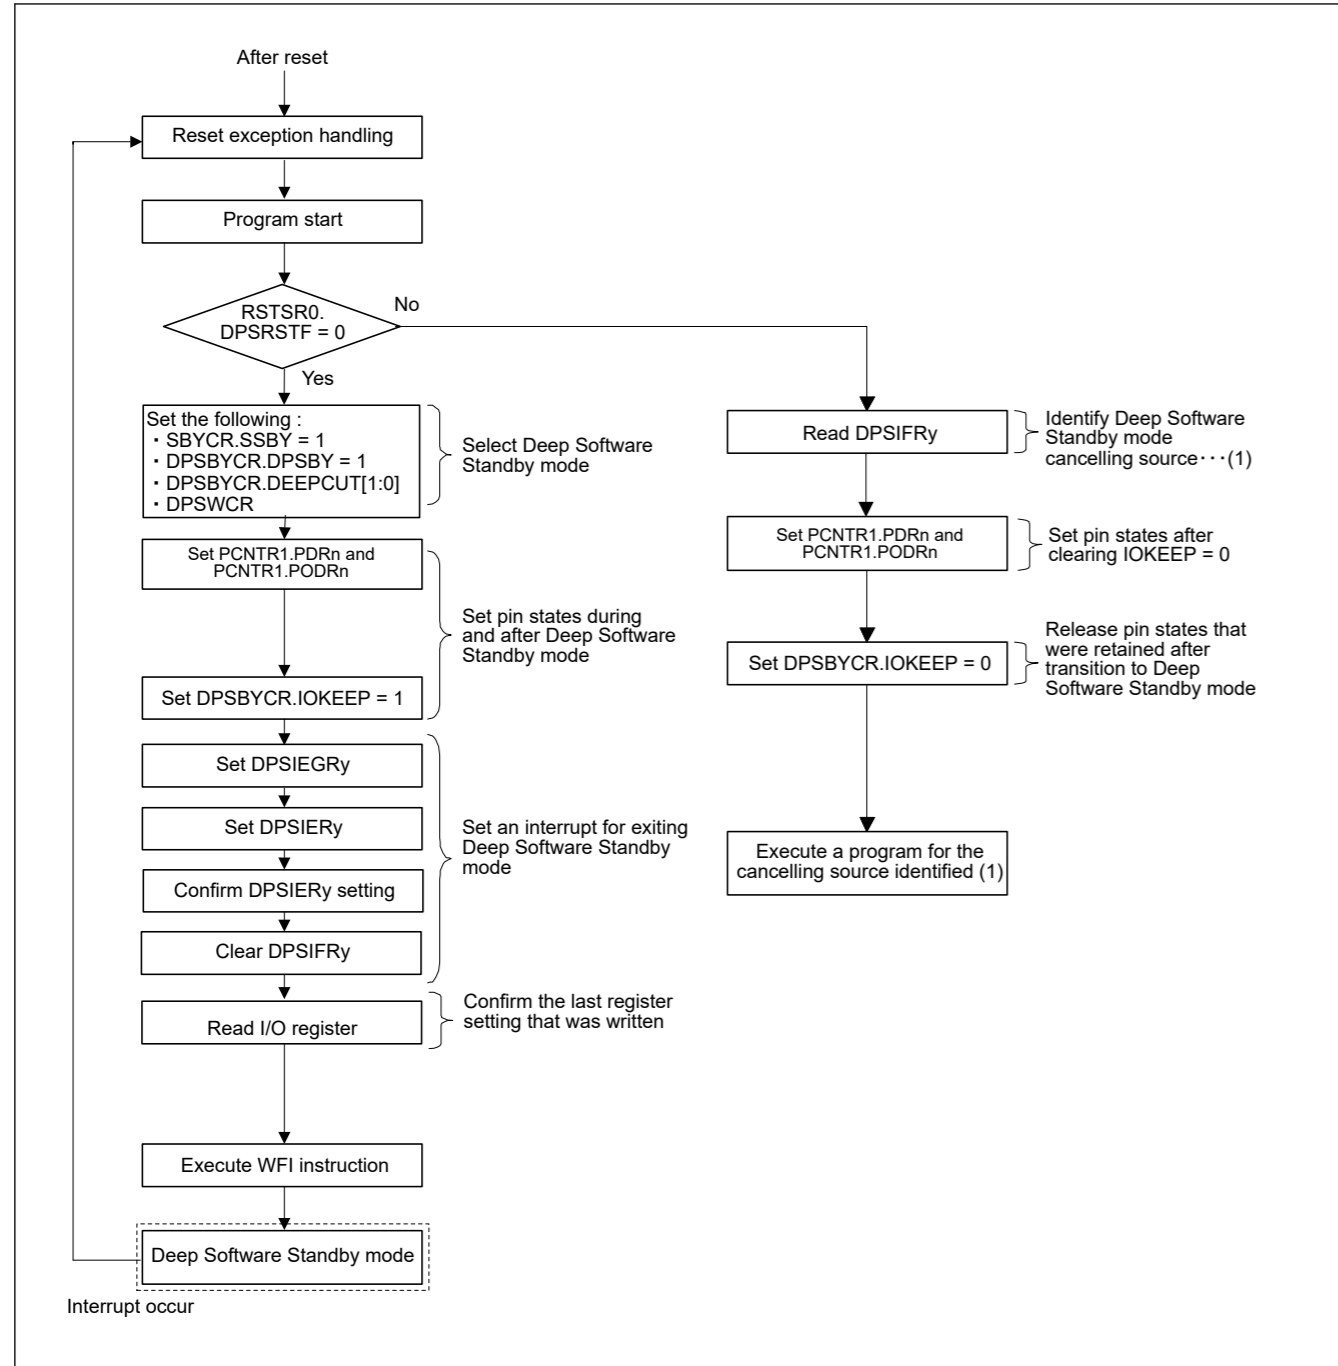 After reset
Reset exception handling
Program start
RSTSR0.
DPSRSTF = 0
No
Yes
Set the following :
・SBYCR.SSBY = 1
・DPSBYCR.DPSBY = 1
・DPSBYCR.DEEPCUT[1:0]
・DPSWCR
Select Deep Software
Standby mode
Set PCNTR1.PDRn and
PCNTR1.PODRn
Set DPSBYCR.IOKEEP = 1
Set pin states during
and after Deep Software
Standby mode
Set DPSIEGRy
Set DPSIERy
Confirm DPSIERy setting
Clear DPSIFRy
Set an interrupt for exiting
Deep Software Standby
mode
Read I/O register
Confirm the last register
setting that was written
Execute WFI instruction
Deep Software Standby mode
Interrupt occur
Read DPSIFRy
Identify Deep Software
Standby mode
cancelling source･･･(1)
Set PCNTR1.PDRn and
PCNTR1.PODRn
Set pin states after
clearing IOKEEP = 0
Set DPSBYCR.IOKEEP = 0
Release pin states that
were retained after
transition to Deep
Software Standby mode
Execute a program for the
cancelling source identified (1)